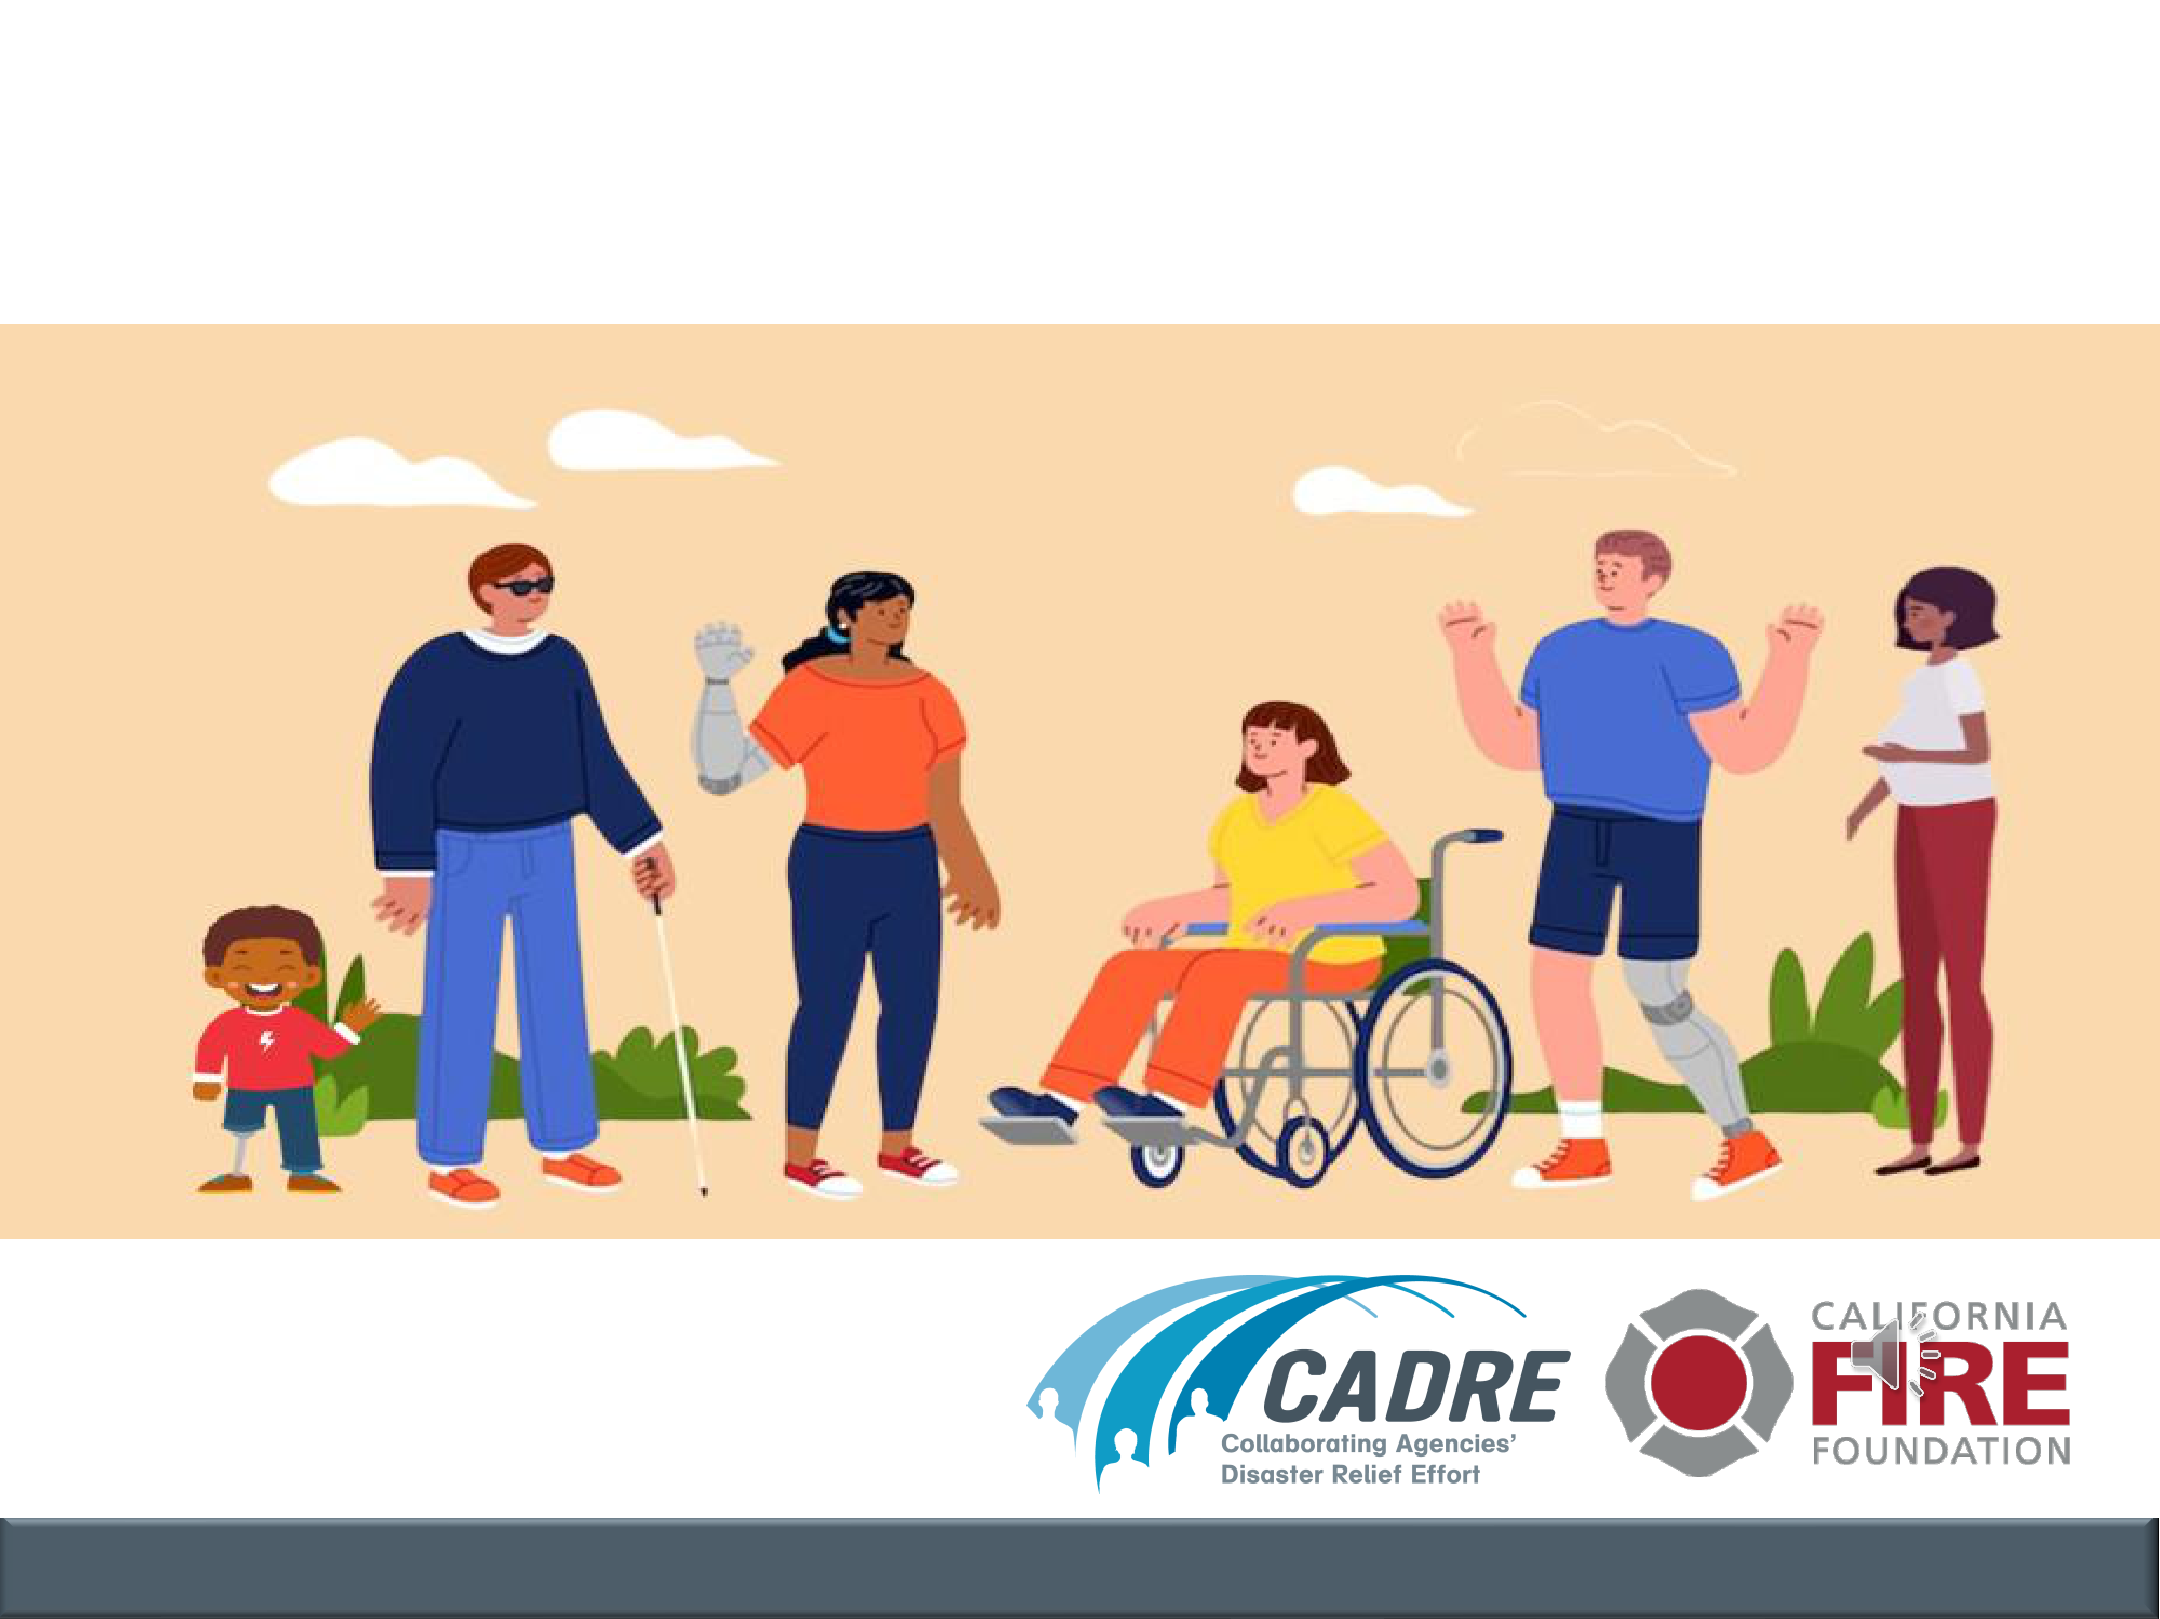 CADRE
Collaborating Agencies’
Disaster Relief Effort
CALIFORNIA
FIRE
FOUNDATION